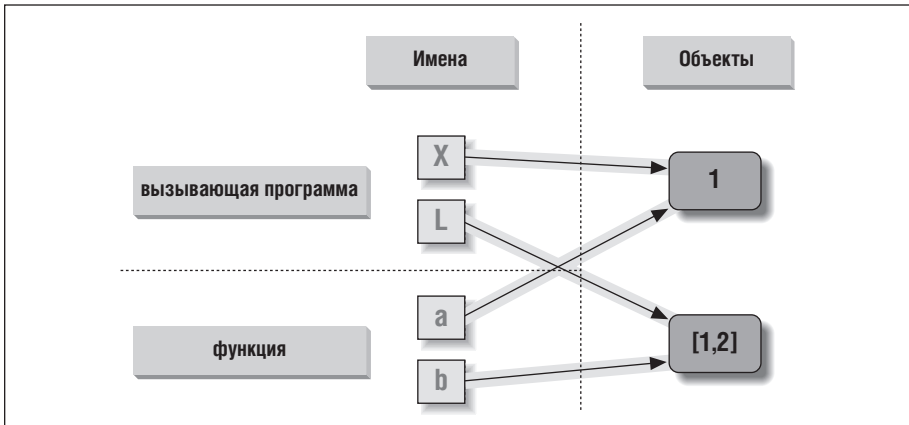 Имена
Объекты
X
1
вызывающая программа
L
a
[1,2]
функция
b